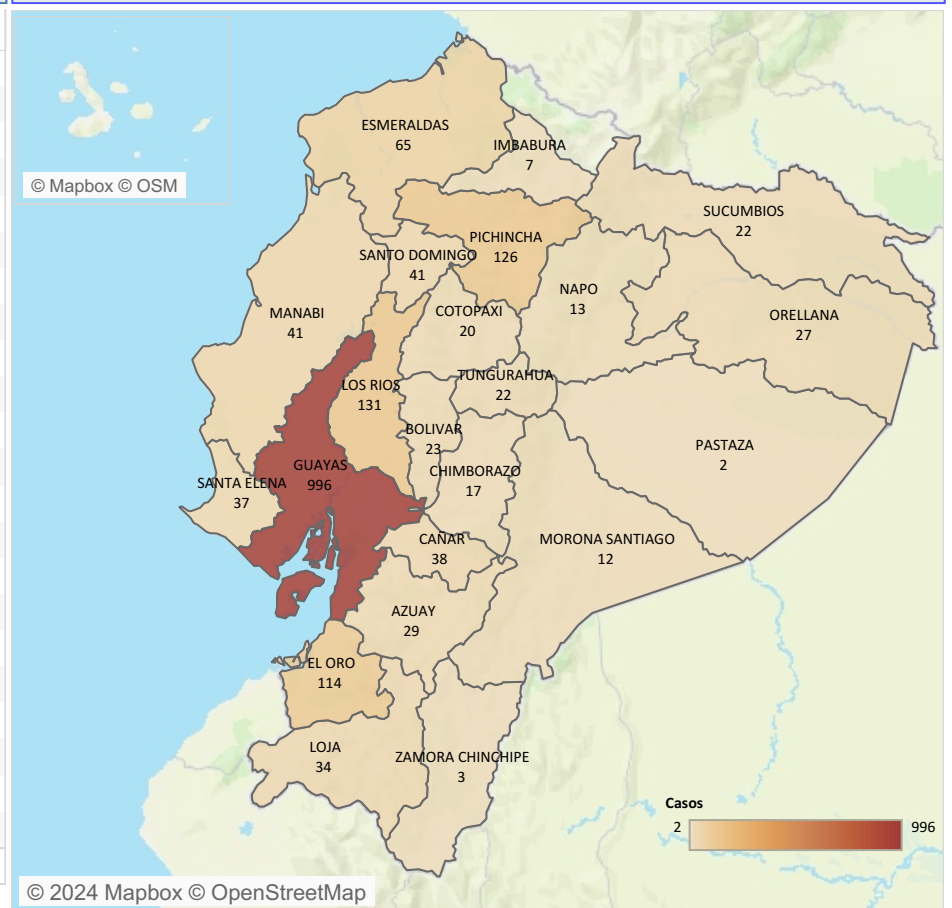 © Mapbox © OSM
ESMERALDAS
65
IMBABURA
7
SUCUMBIOS
22
PICHINCHA
126
SANTO DOMINGO
41
NAPO
13
MANABI
41
COTOPAXI
20
ORELLANA
27
TUNGURAHUA
22
LOS RIOS
131
BOLIVAR
23
PASTAZA
2
GUAYAS
996
CHIMBORAZO
17
SANTA ELENA
37
CAÑAR
38
MORONA SANTIAGO
12
AZUAY
29
EL ORO
114
LOJA
34
ZAMORA CHINCHIPE
3
Casos
2
996
© 2024 Mapbox © OpenStreetMap